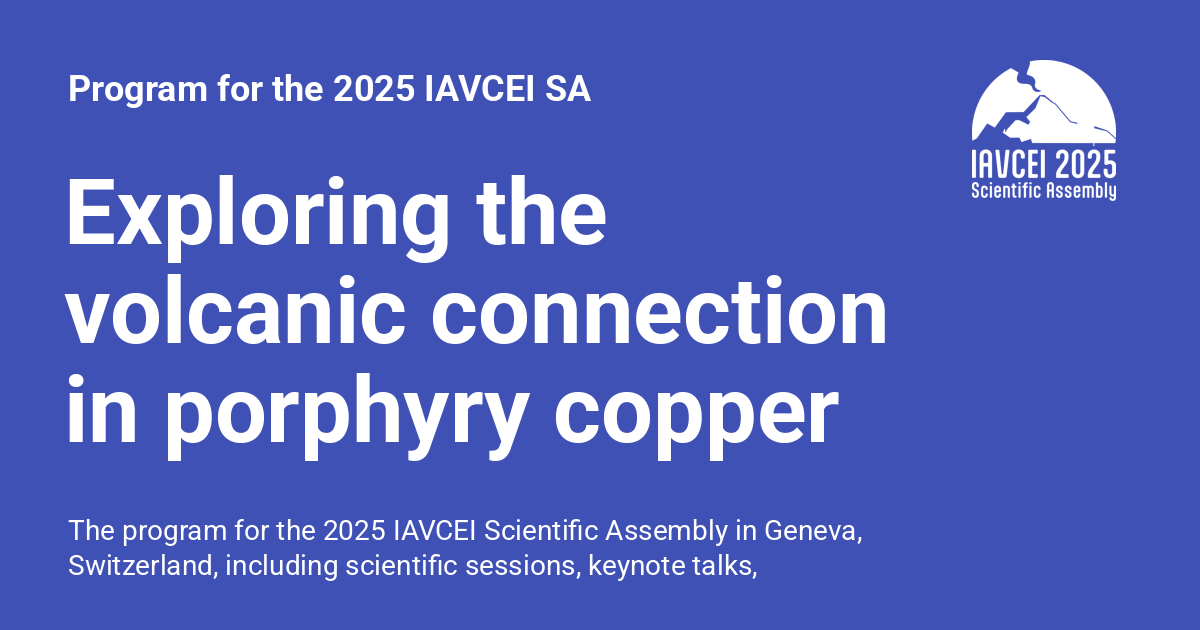 Program for the 2025 IAVCEI SA
IAVCEI 2025
Scientific Assembly
Exploring the
volcanic connection
in porphyry copper
The program for the 2025 IAVCEI Scientific Assembly in Geneva,
Switzerland, including scientific sessions, keynote talks,